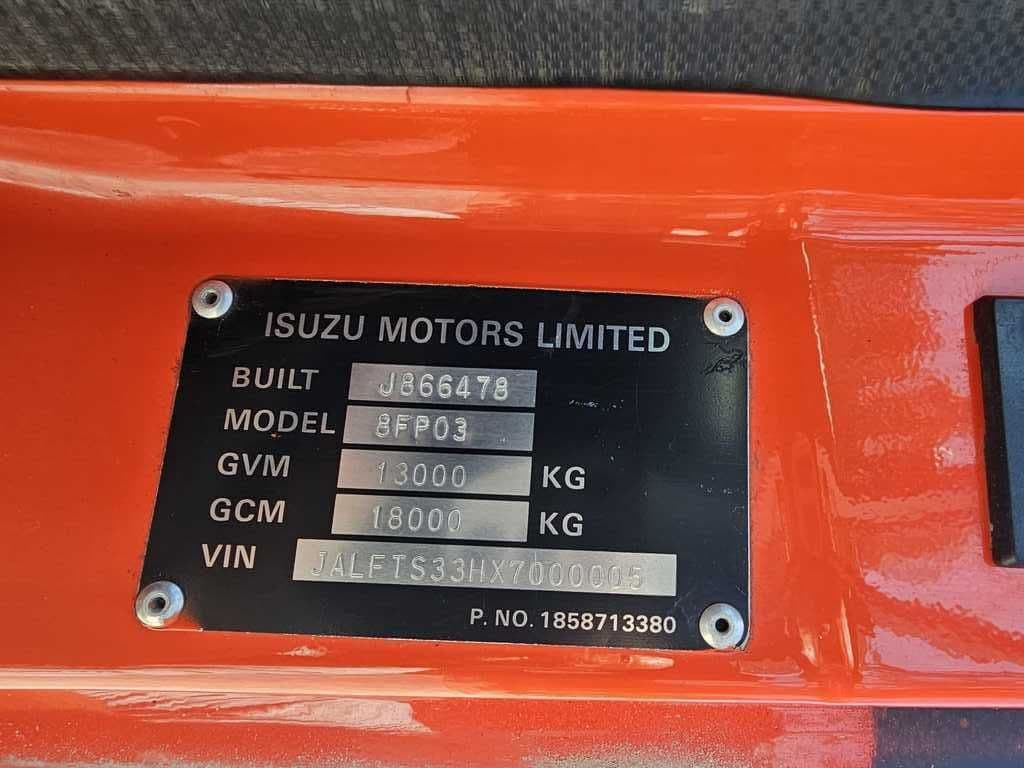 ISUZU MOTORS LIMITED
BUILT J866478
MODEL 8FP03
GVM 13000 KG
GCM 18000 KG
VIN JALFTS33HX7000005
P. NO. 1858713380